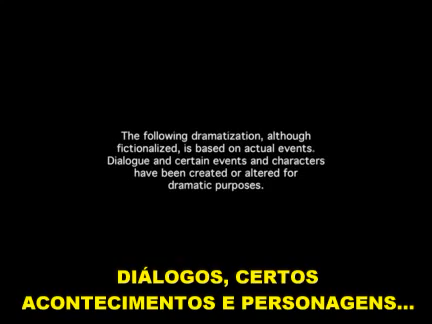 The following dramatization, although
fictionalized, is based on actual events.
Dialogue and certain events and characters
have been created or altered for
dramatic purposes.
DIÁLOGOS, CERTOS
ACONTECIMENTOS E PERSONAGENS...